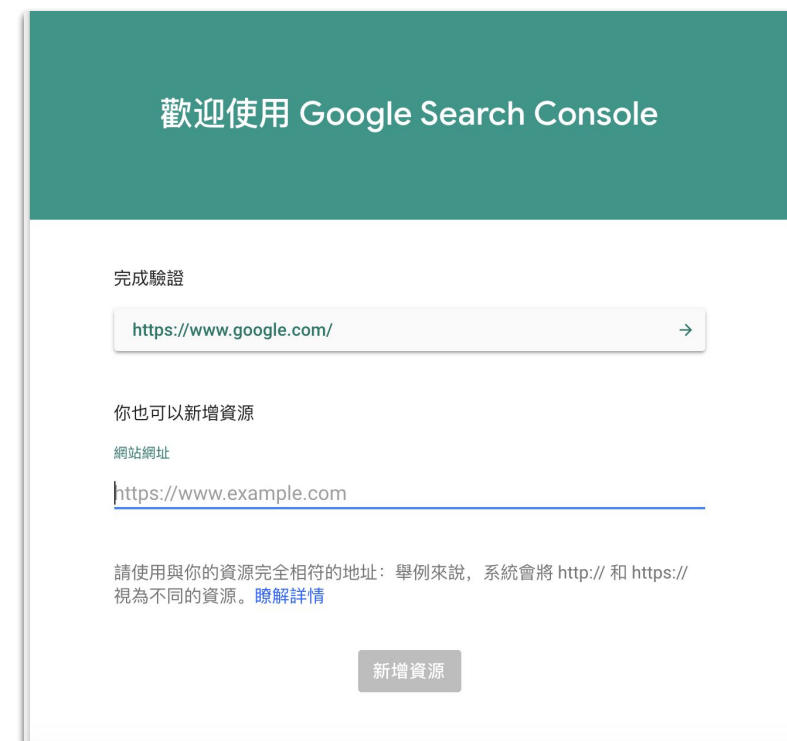 歡迎使用 Google Search Console
完成驗證
https://www.google.com/
你也可以新增資源
網站網址
https://www.example.com
請使用與你的資源完全相符的地址：舉例來說，系統會將 http:// 和 https://
視為不同的資源。瞭解詳情
新增資源